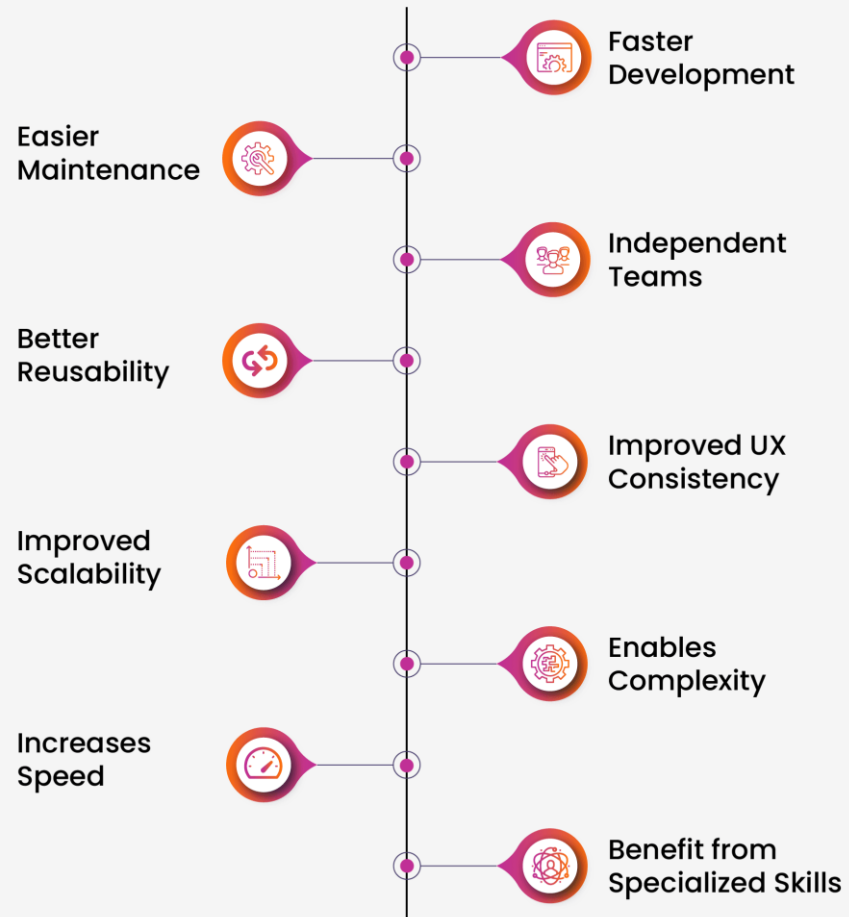 Faster
Development
Easier
Maintenance
Independent
Teams
Better
Reusability
Improved UX
Consistency
Improved
Scalability
Enables
Complexity
Increases
Speed
Benefit from
Specialized Skills